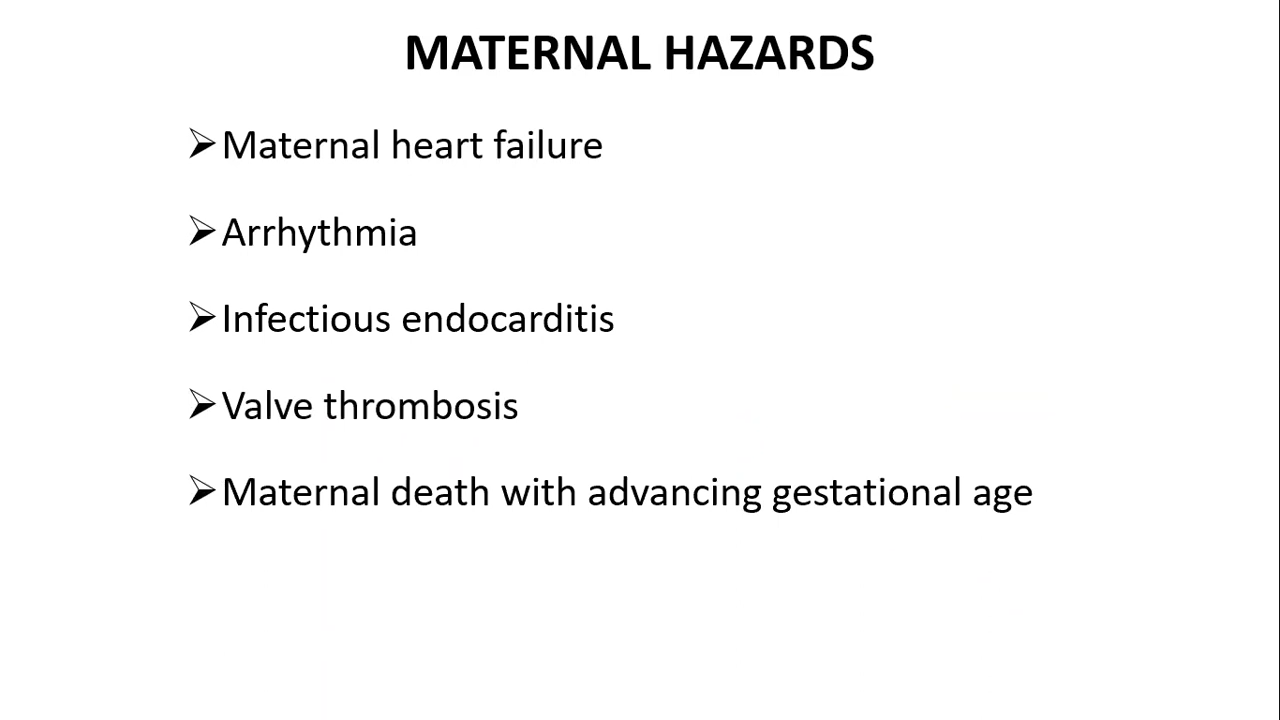 MATERNAL HAZARDS
➢Maternal heart failure
➢Arrhythmia
➢Infectious endocarditis
➢Valve thrombosis
➢Maternal death with advancing gestational age